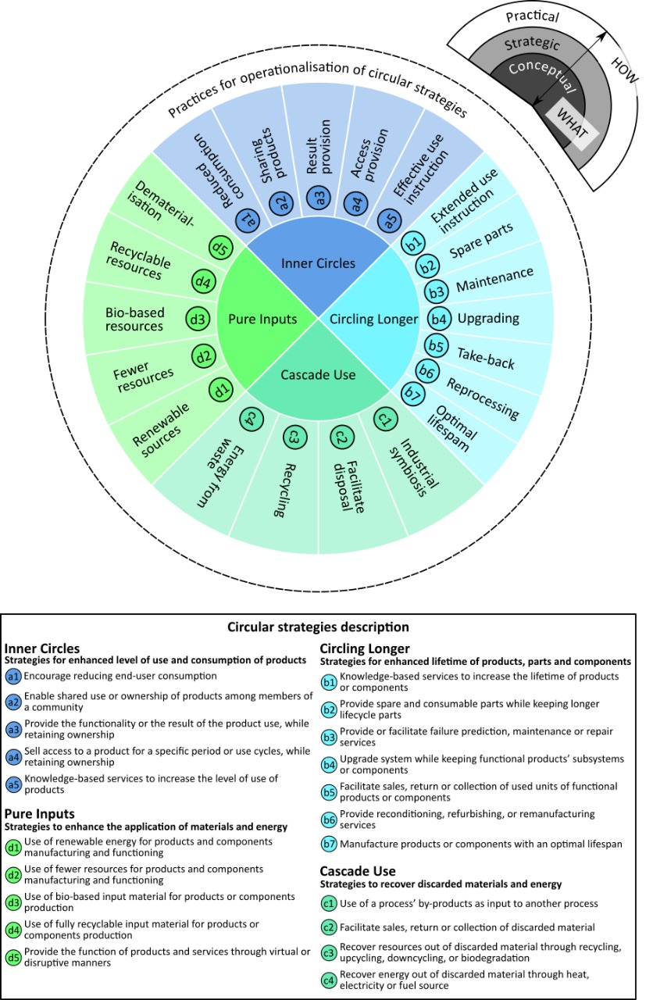 Practical
Strategic
Conceptual
HOW
WHAT
Practices for operationalisation of circular strategies
Reduced
consumption
a1
Sharing
products
a2
Result
provision
a3
Access
provision
a4
Effective use
instruction
a5
Extended use
instruction
b1
Spare parts
b2
Maintenance
b3
Upgrading
b4
Take-back
b5
Reprocessing
b6
Optimal
lifespam
b7
Industrial
symbiosis
c1
Facilitate
disposal
c2
Recycling
c3
Energy from
waste
c4
Renewable
sources
d1
Fewer
resources
d2
Bio-based
resources
d3
Recyclable
resources
d4
Dematerial-
isation
d5
Inner Circles
Pure Inputs
Circling Longer
Cascade Use
Circular strategies description
Inner Circles
Strategies for enhanced level of use and consumption of products
a1 Encourage reducing end-user consumption
a2 Enable shared use or ownership of products among members of
a community
a3 Provide the functionality or the result of the product use, while
retaining ownership
a4 Sell access to a product for a specific period or use cycles, while
retaining ownership
a5 Knowledge-based services to increase the level of use of
products
Pure Inputs
Strategies to enhance the application of materials and energy
d1 Use of renewable energy for products and components
manufacturing and functioning
d2 Use of fewer resources for products and components
manufacturing and functioning
d3 Use of bio-based input material for products or components
production
d4 Use of fully recyclable input material for products or
components production
d5 Provide the function of products and services through virtual or
disruptive manners
Circling Longer
Strategies for enhanced lifetime of products, parts and components
b1 Knowledge-based services to increase the lifetime of products
or components
b2 Provide spare and consumable parts while keeping longer
lifecycle parts
b3 Provide or facilitate failure prediction, maintenance or repair
services
b4 Upgrade system while keeping functional products' subsystems
or components
b5 Facilitate sales, return or collection of used units of functional
products or components
b6 Provide reconditioning, refurbishing, or remanufacturing
services
b7 Manufacture products or components with an optimal lifespan
Cascade Use
Strategies to recover discarded materials and energy
c1 Use of a process' by-products as input to another process
c2 Facilitate sales, return or collection of discarded material
c3 Recover resources out of discarded material through recycling,
upcycling, downcycling, or biodegradation
c4 Recover energy out of discarded material through heat,
electricity or fuel source